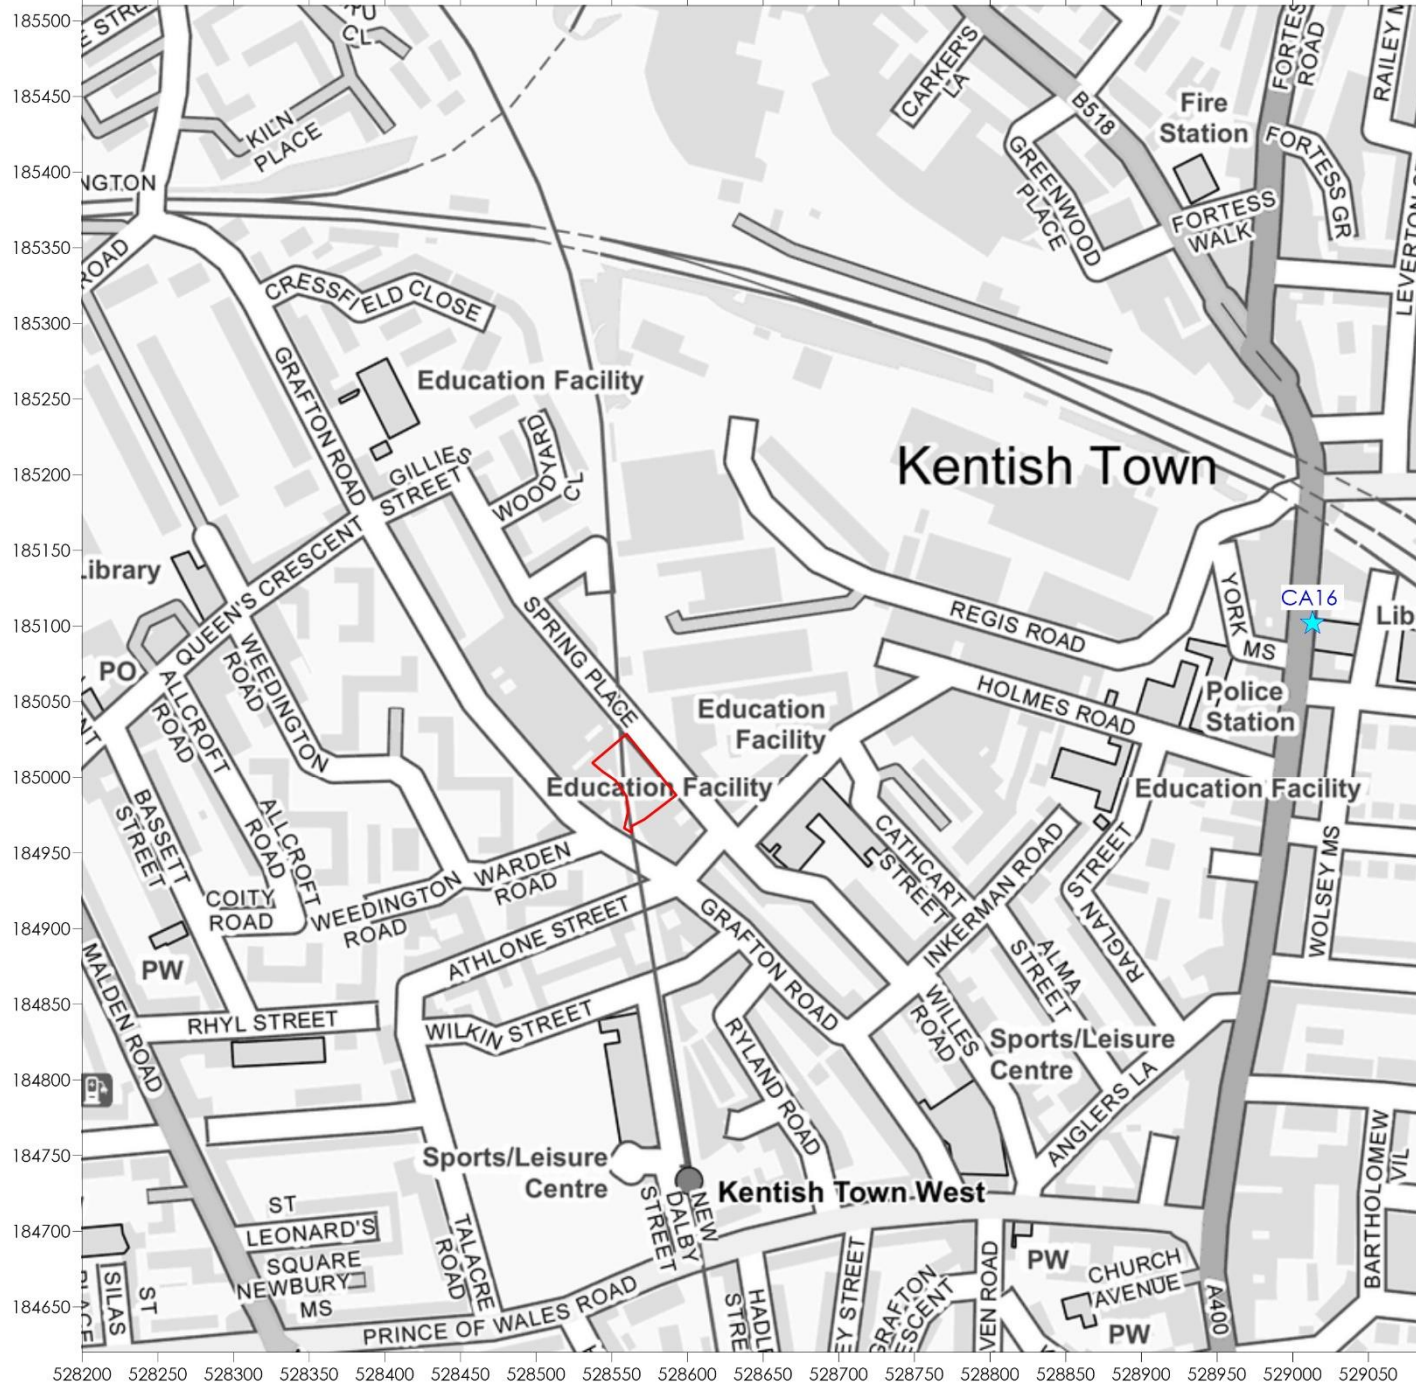 185500
185450
185400
185350
185300
185250
185200
185150
185100
185050
185000
184950
184900
184850
184800
184750
184700
184650
CL
KILN
PLACE
CARKER'S
LA
B518
Fire
Station
FORTESS GR
ROAD
GREENWOOD
PLACE
FORTESS
WALK
ROAD
CRESSFIELD CLOSE
GRAFTON ROAD
Education Facility
GILLIES
STREET
WOODYARD
CL
Kentish Town
QUEEN'S CRESCENT
SPRING PLACE
REGIS ROAD
YORK
MS
CA16
PO
WEEDINGTON
ROAD
WEEDINGTON
ALLCROFT
ROAD
ALLCROFT
ROAD
HOLMES ROAD
Police
Station
Education
Facility
Education Facility
Education Facility
BASSETT
STREET
CATHCART
STREET
INKERMAN ROAD
RAGLAN STREET
WOLSEY MS
COITY
ROAD
WEEDINGTON
ROAD
WARDEN
ROAD
ATHLONE STREET
GRAFTON ROAD
ALMA
STREET
PW
MALDEN ROAD
RHYL STREET
WILKIN STREET
RYLAND ROAD
WILLES
ROAD
Sports/Leisure
Centre
ANGLERS LA
Sports/Leisure
Centre
Kentish Town West
NEW
DALBY
STREET
BARTHOLOMEW
VIL
ST
LEONARD'S
SQUARE
NEWBURY
MS
TALACRE
ROAD
SILAS
ST
PRINCE OF WALES ROAD
PW
CHURCH
AVENUE
PW
A400
528200 528250 528300 528350 528400 528450 528500 528550 528600 528650 528700 528750 528800 528850 528900 528950 529000 529050